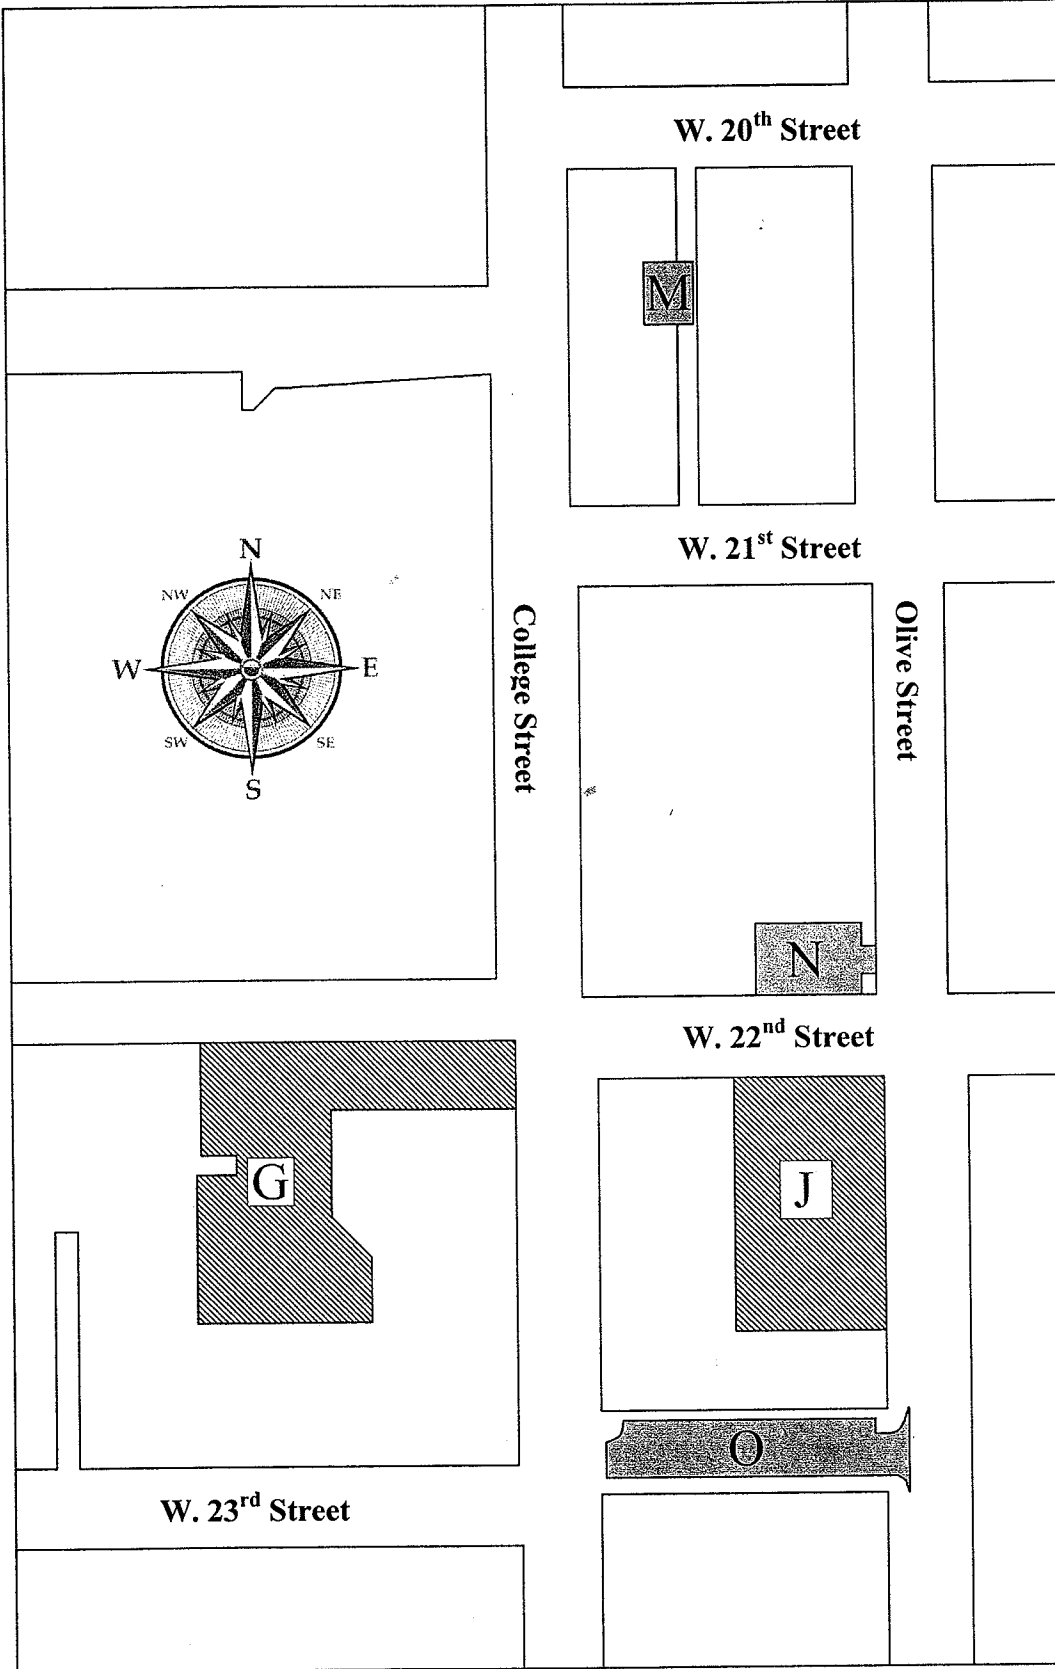 W. 20th Street
M
W. 21st Street
N
NW NE
W E
SW SE
S
College Street
Olive Street
N
W. 22nd Street
G
J
O
W. 23rd Street